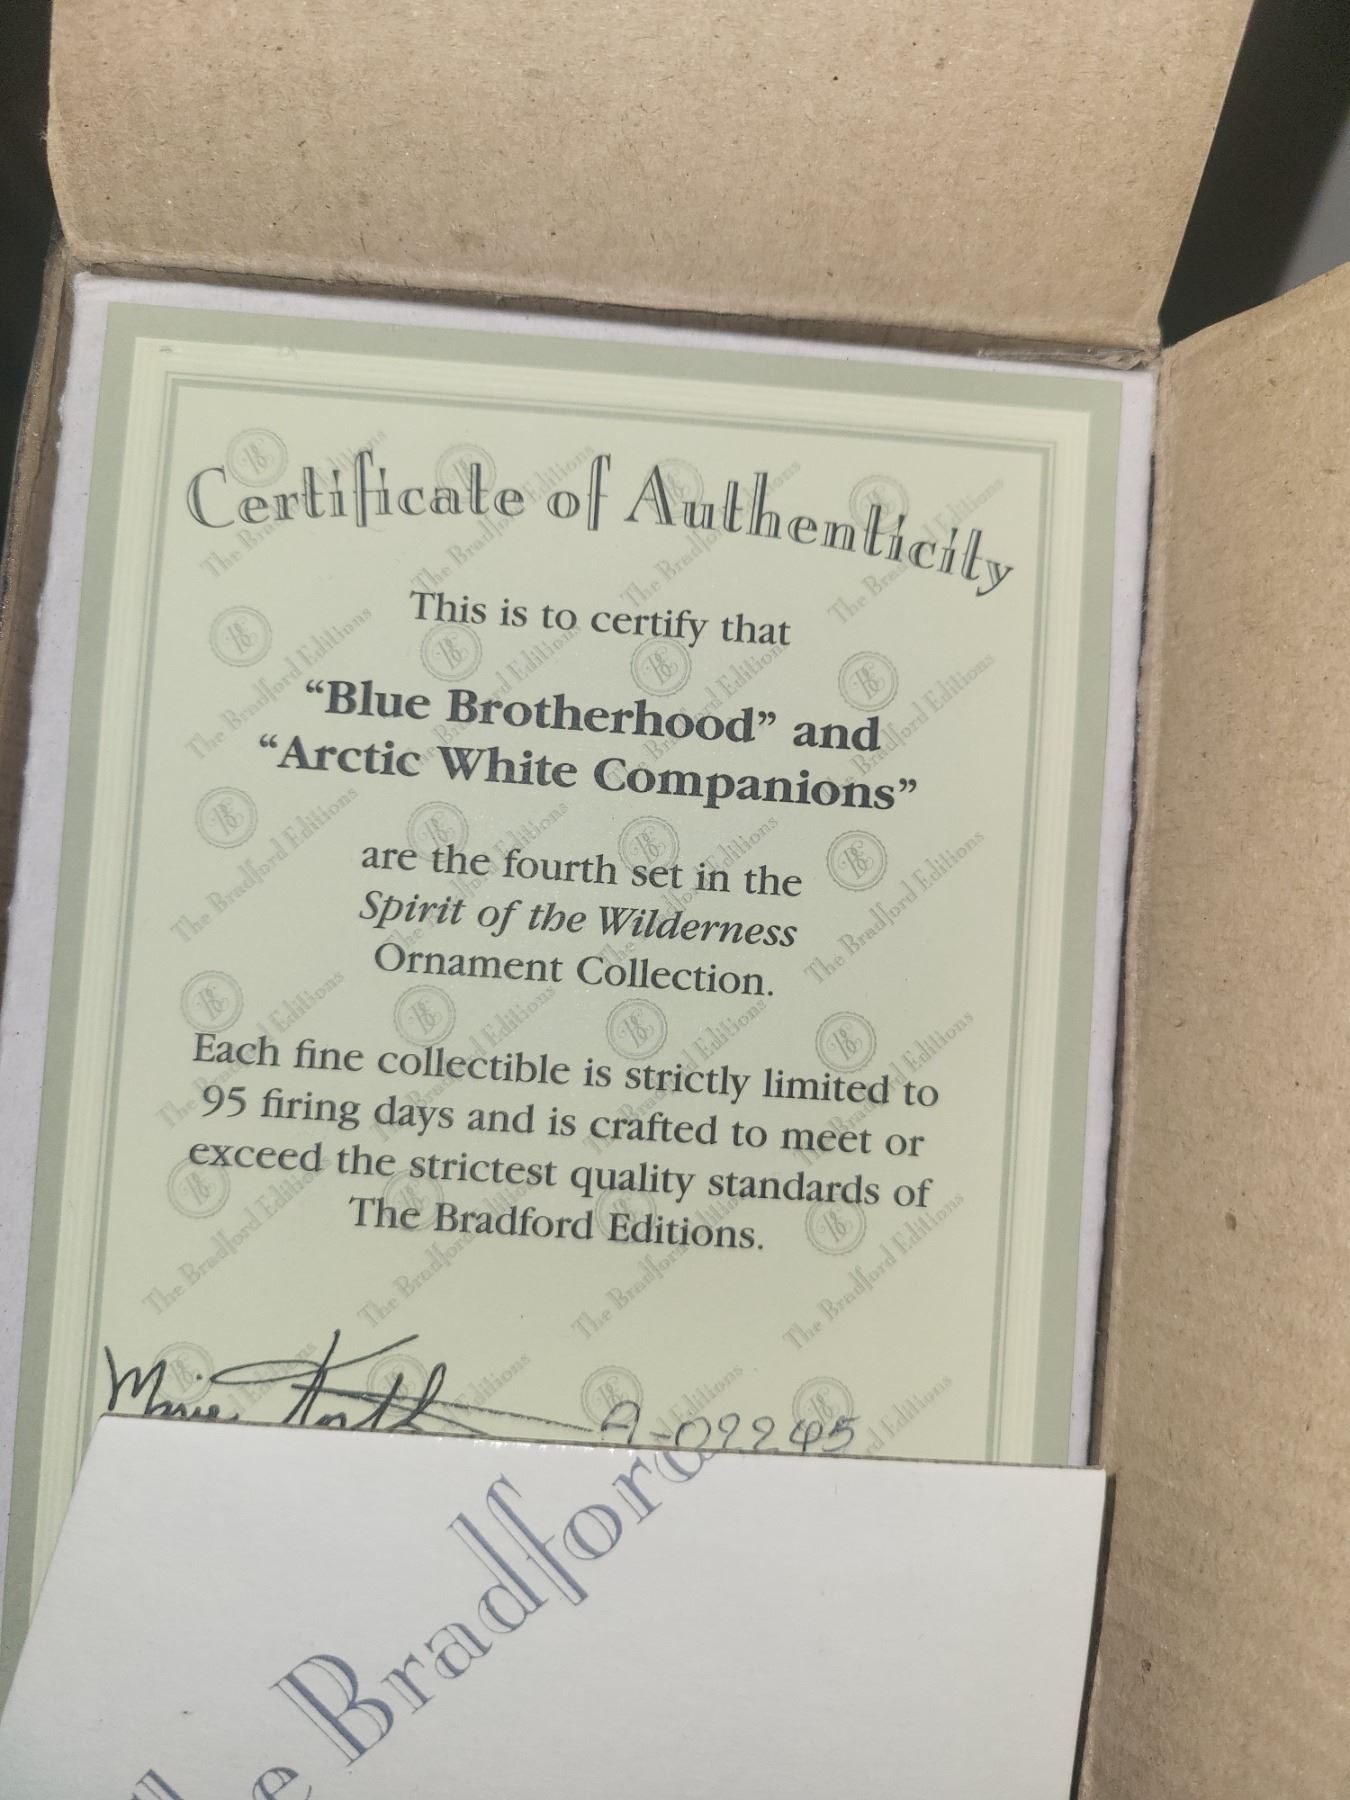 Certificate of Authenticity
This is to certify that
“Blue Brotherhood” and
“Arctic White Companions”
are the fourth set in the
Spirit of the Wilderness
Ornament Collection.
Each fine collectible is strictly limited to
95 firing days and is crafted to meet or
exceed the strictest quality standards of
The Bradford Editions.
A-02245
The Bradford